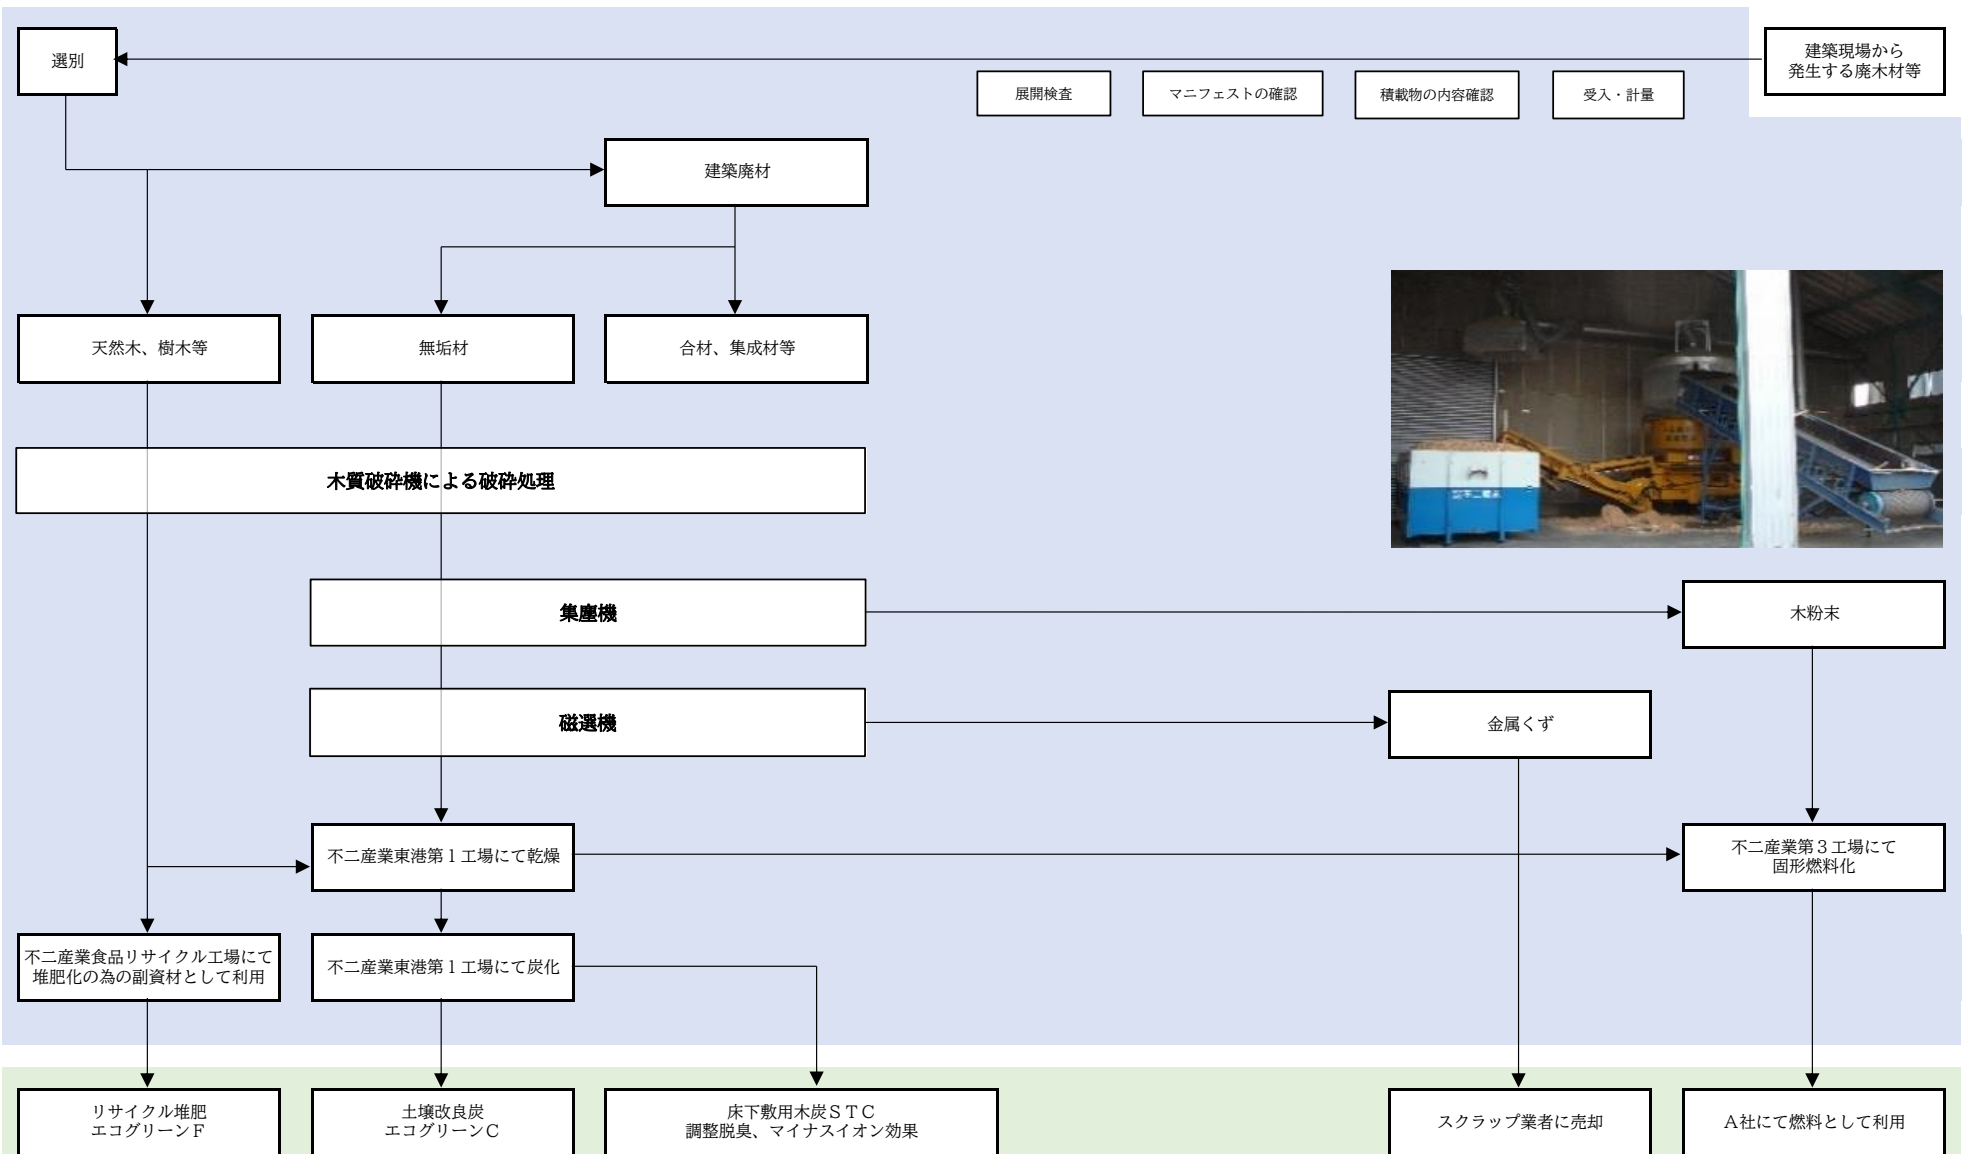 選別
建築現場から
発生する廃木材等
展開検査
マニフェストの確認
積載物の内容確認
受入・計量
建築廃材
天然木、樹木等
無垢材
合材、集成材等
木質破砕機による破砕処理
集塵機
木粉末
磁選機
金属くず
不二産業東港第１工場にて乾燥
不二産業第３工場にて
固形燃料化
不二産業食品リサイクル工場にて
堆肥化の為の副資材として利用
不二産業東港第１工場にて炭化
リサイクル堆肥
エコグリーンＦ
土壌改良炭
エコグリーンＣ
床下敷用木炭ＳＴＣ
調整脱臭、マイナスイオン効果
スクラップ業者に売却
Ａ社にて燃料として利用